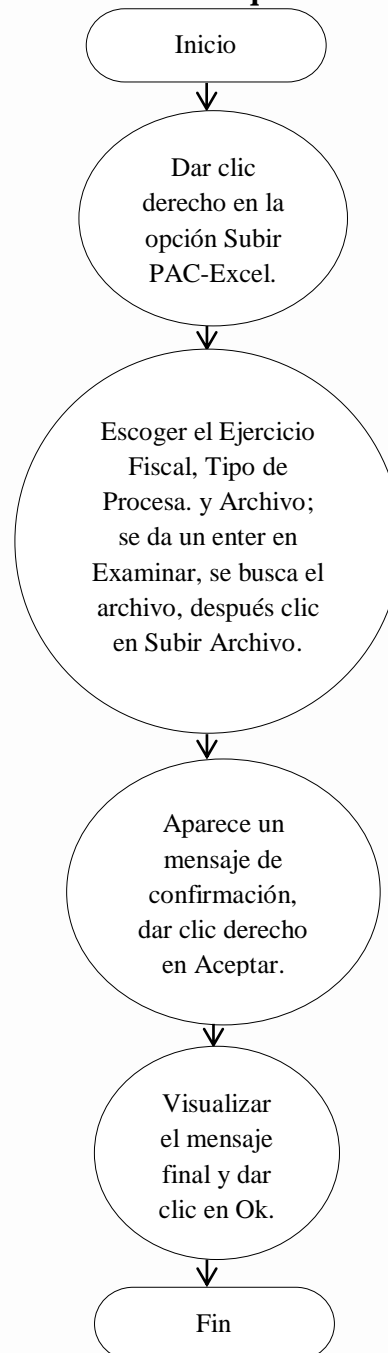 Inicio
Dar clic
derecho en la
opción Subir
PAC-Excel.
Escoger el Ejercicio
Fiscal, Tipo de
Procesa. y Archivo;
se da un enter en
Examinar, se busca el
archivo, después clic
en Subir Archivo.
Aparece un
mensaje de
confirmación,
dar clic derecho
en Aceptar.
Visualizar
el mensaje
final y dar
clic en Ok.
Fin